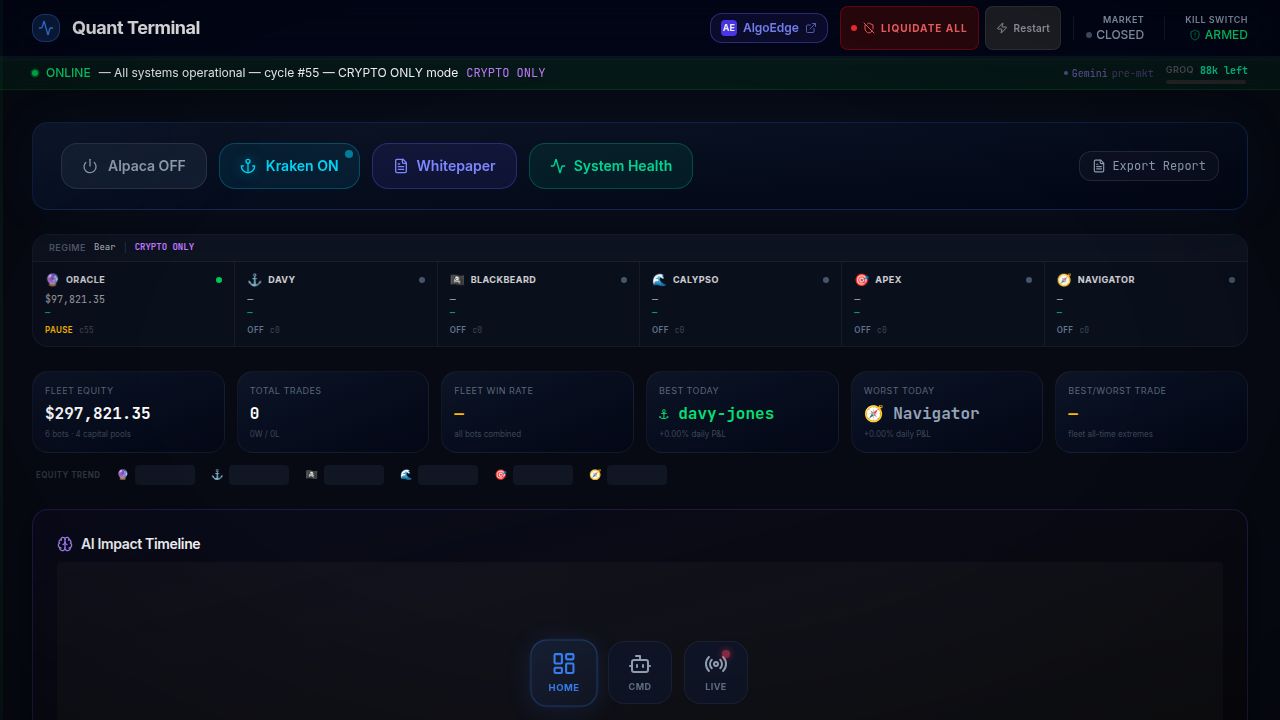 Quant Terminal
AE AlgoEdge
LIQUIDATE ALL
Restart
MARKET
CLOSED
KILL SWITCH
ARMED
ONLINE — All systems operational — cycle #55 — CRYPTO ONLY mode CRYPTO ONLY
Gemini pre-mkt
GROQ 88k left
Alpaca OFF
Kraken ON
Whitepaper
System Health
Export Report
REGIME Bear | CRYPTO ONLY
ORACLE
$97,821.35
—
PAUSE c55
DAVY
—
—
OFF c0
BLACKBEARD
—
—
OFF c0
CALYPSO
—
—
OFF c0
APEX
—
—
OFF c0
NAVIGATOR
—
—
OFF c0
FLEET EQUITY
$297,821.35
6 bots · 4 capital pools
TOTAL TRADES
0
0W / 0L
FLEET WIN RATE
—
all bots combined
BEST TODAY
davy-jones
+0.00% daily P&L
WORST TODAY
Navigator
+0.00% daily P&L
BEST/WORST TRADE
—
fleet all-time extremes
EQUITY TREND
AI Impact Timeline
HOME
CMD
LIVE